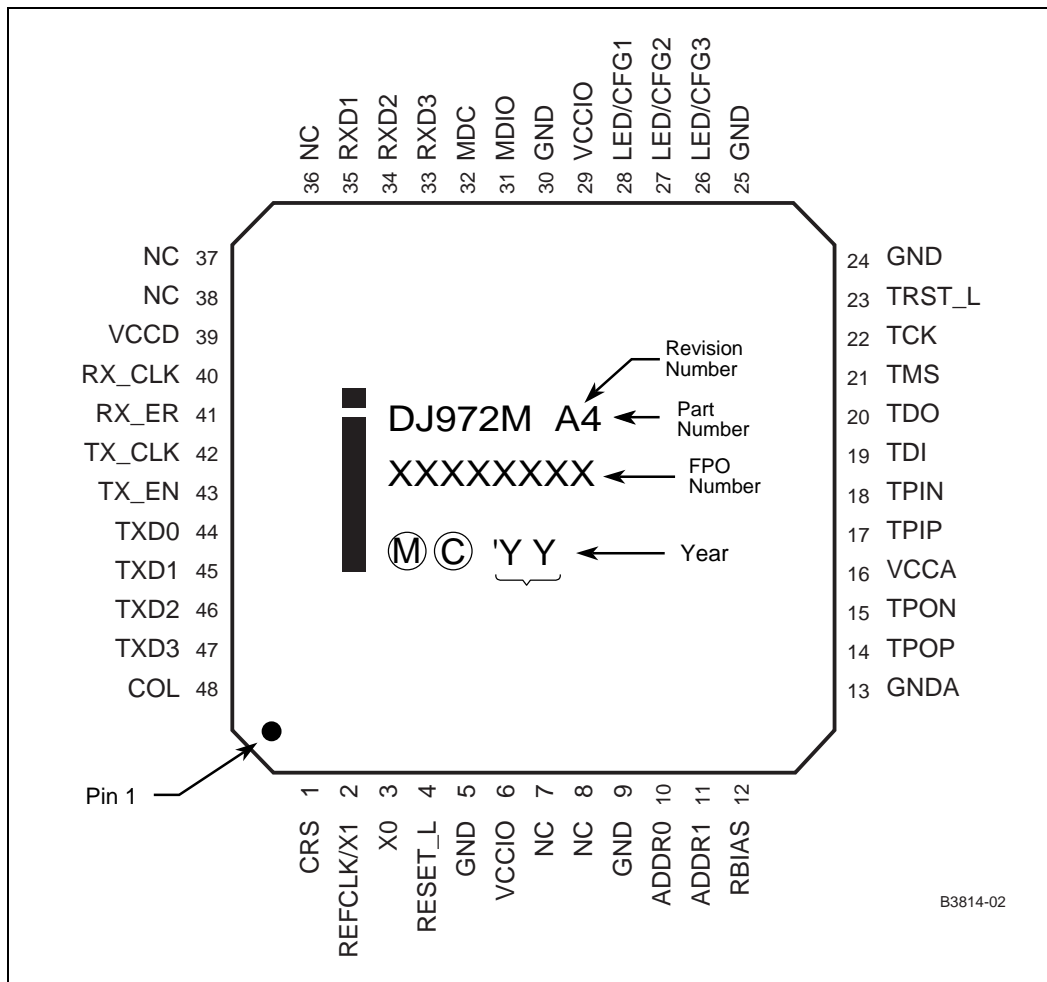 36 NC
35 RXD1
34 RXD2
33 RXD3
32 MDC
31 MDIO
30 GND
29 VCCIO
28 LED/CFG1
27 LED/CFG2
26 LED/CFG3
25 GND
NC 37
NC 38
VCCD 39
RX_CLK 40
RX_ER 41
TX_CLK 42
TX_EN 43
TXD0 44
TXD1 45
TXD2 46
TXD3 47
COL 48
Revision
Number
DJ972M A4
Part
Number
XXXXXXXX
FPO
Number
M C 'Y Y
Year
24 GND
23 TRST_L
22 TCK
21 TMS
20 TDO
19 TDI
18 TPIN
17 TPIP
16 VCCA
15 TPON
14 TPOP
13 GNDA
Pin 1
CRS 1
REFCLK/X1 2
X0 3
RESET_L 4
GND 5
VCCIO 6
NC 7
NC 8
GND 9
ADDR0 10
ADDR1 11
RBIAS 12
B3814-02